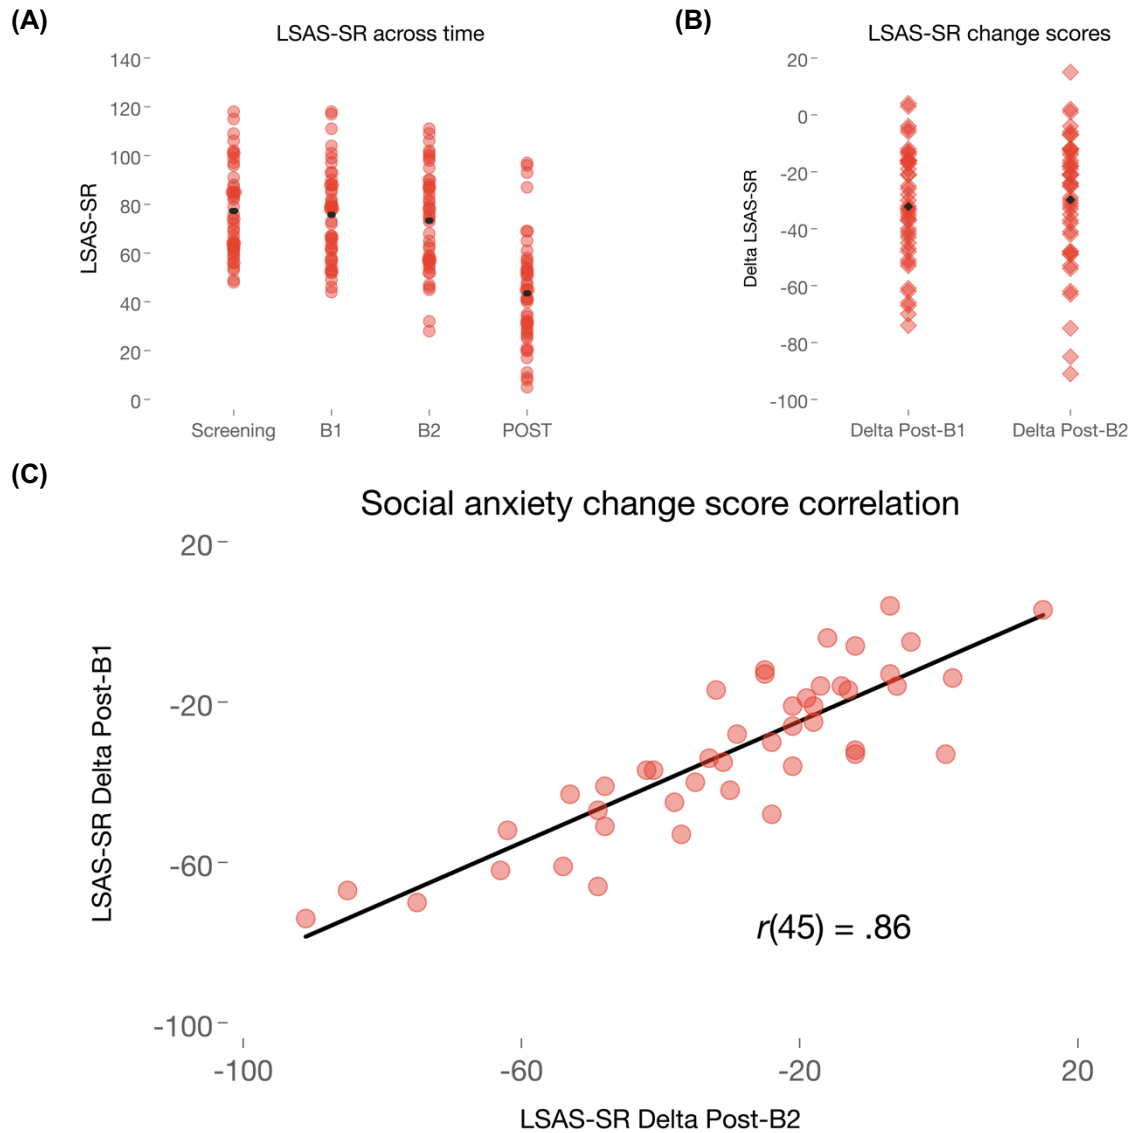 (A)
LSAS-SR across time
140
120
100
80
60
40
20
0
LSAS-SR
Screening
B1
B2
POST
(B)
LSAS-SR change scores
20
0
-20
-40
-60
-80
-100
Delta LSAS-SR
Delta Post-B1
Delta Post-B2
(C)
Social anxiety change score correlation
20
-20
-60
-100
LSAS-SR Delta Post-B1
r(45) = .86
-100
-60
-20
20
LSAS-SR Delta Post-B2